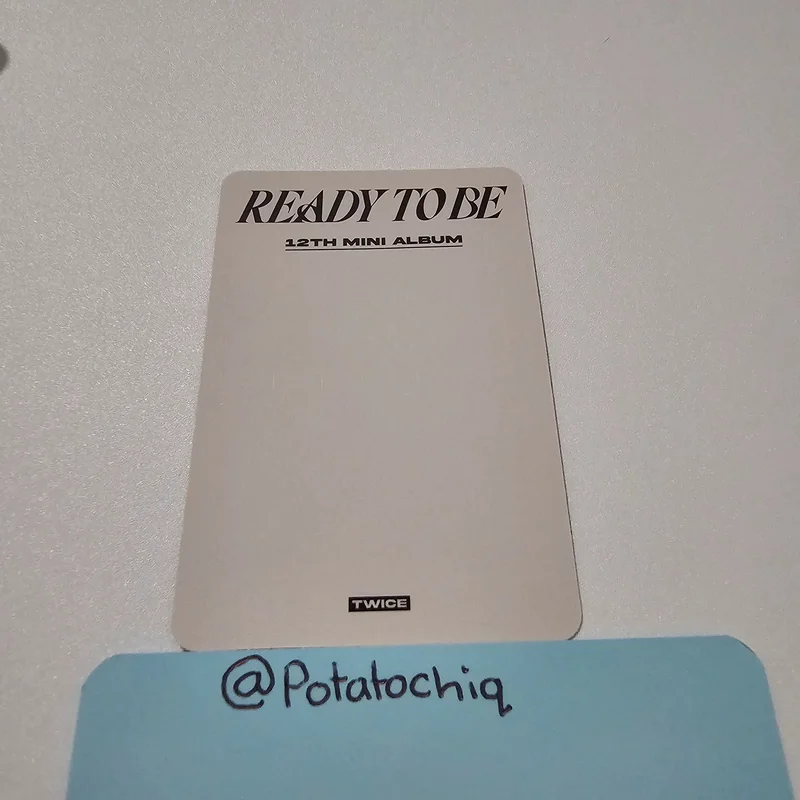 READY TO BE
12TH MINI ALBUM
TWICE
@Potatochiq